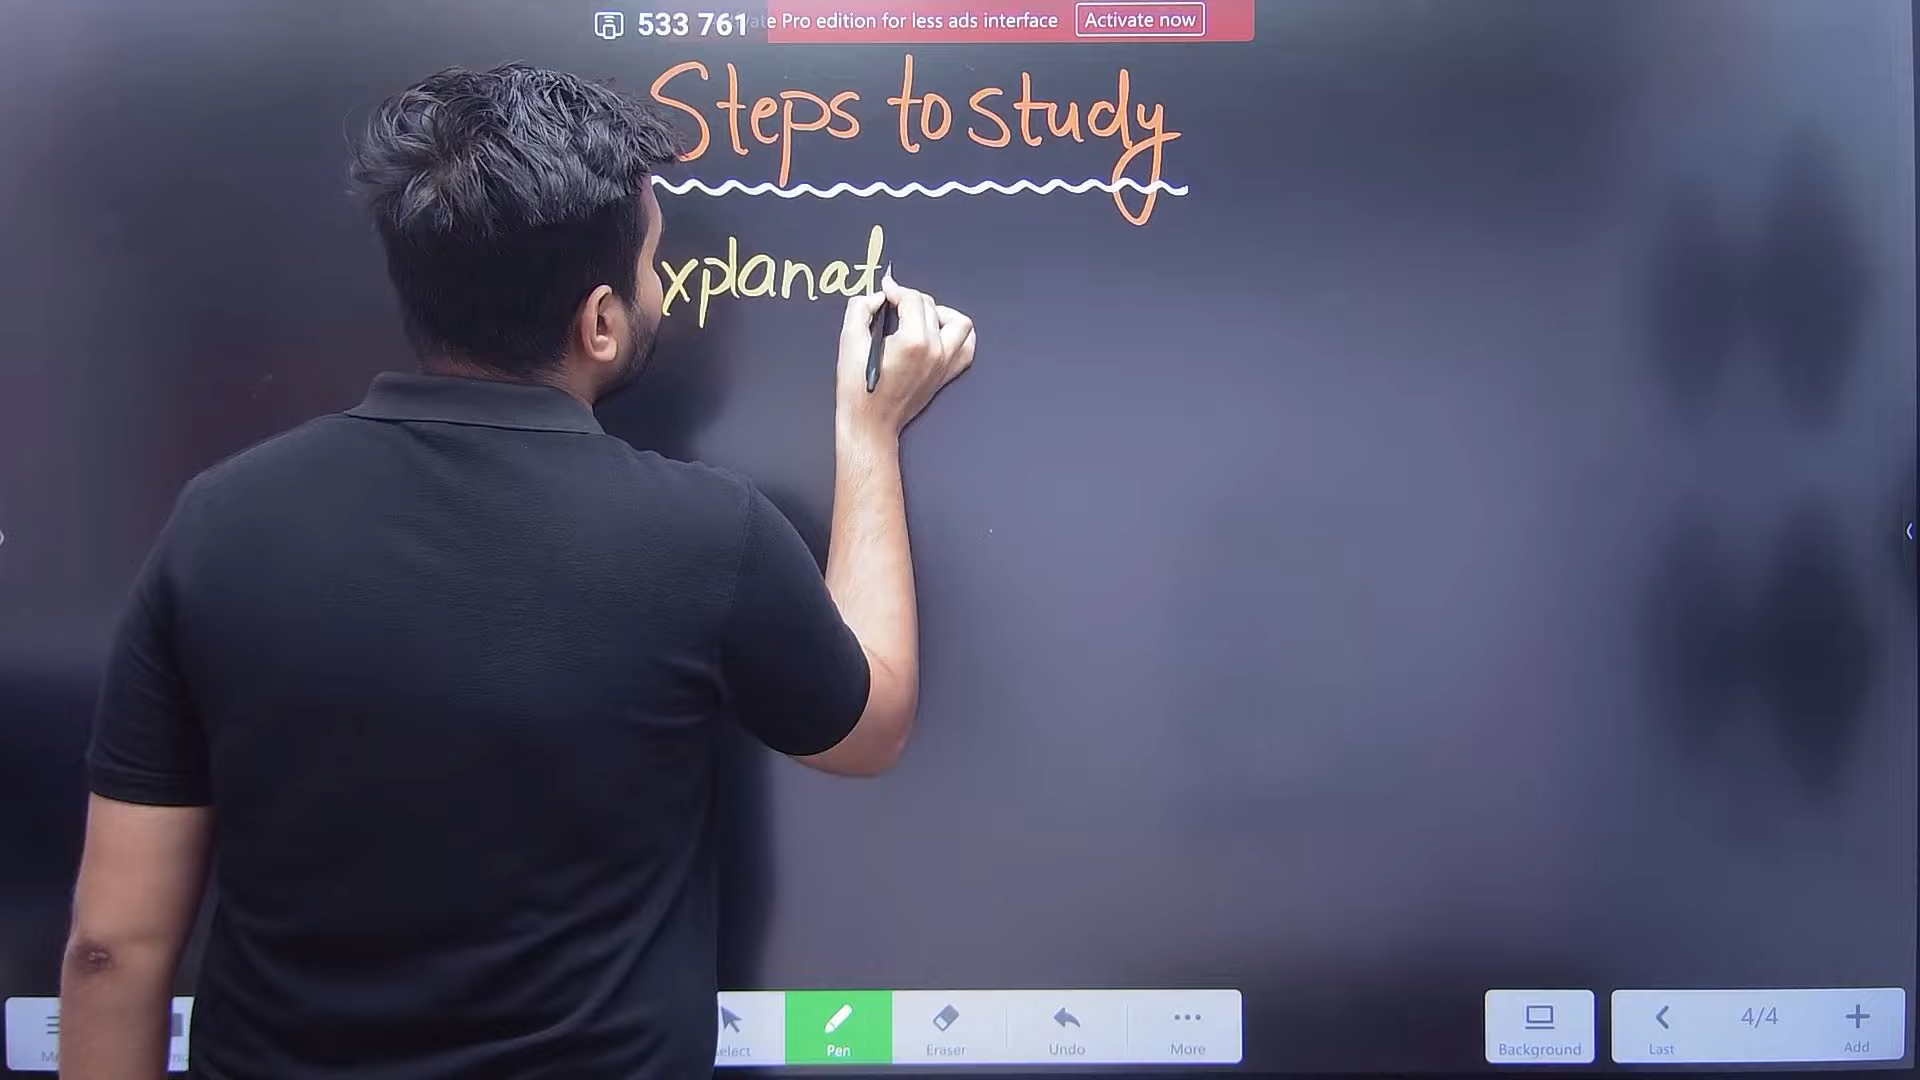 533 761
Pro edition for less ads interface Activate now
Steps to study
xplanat
Pen Eraser Undo More Background Last 4/4 Add